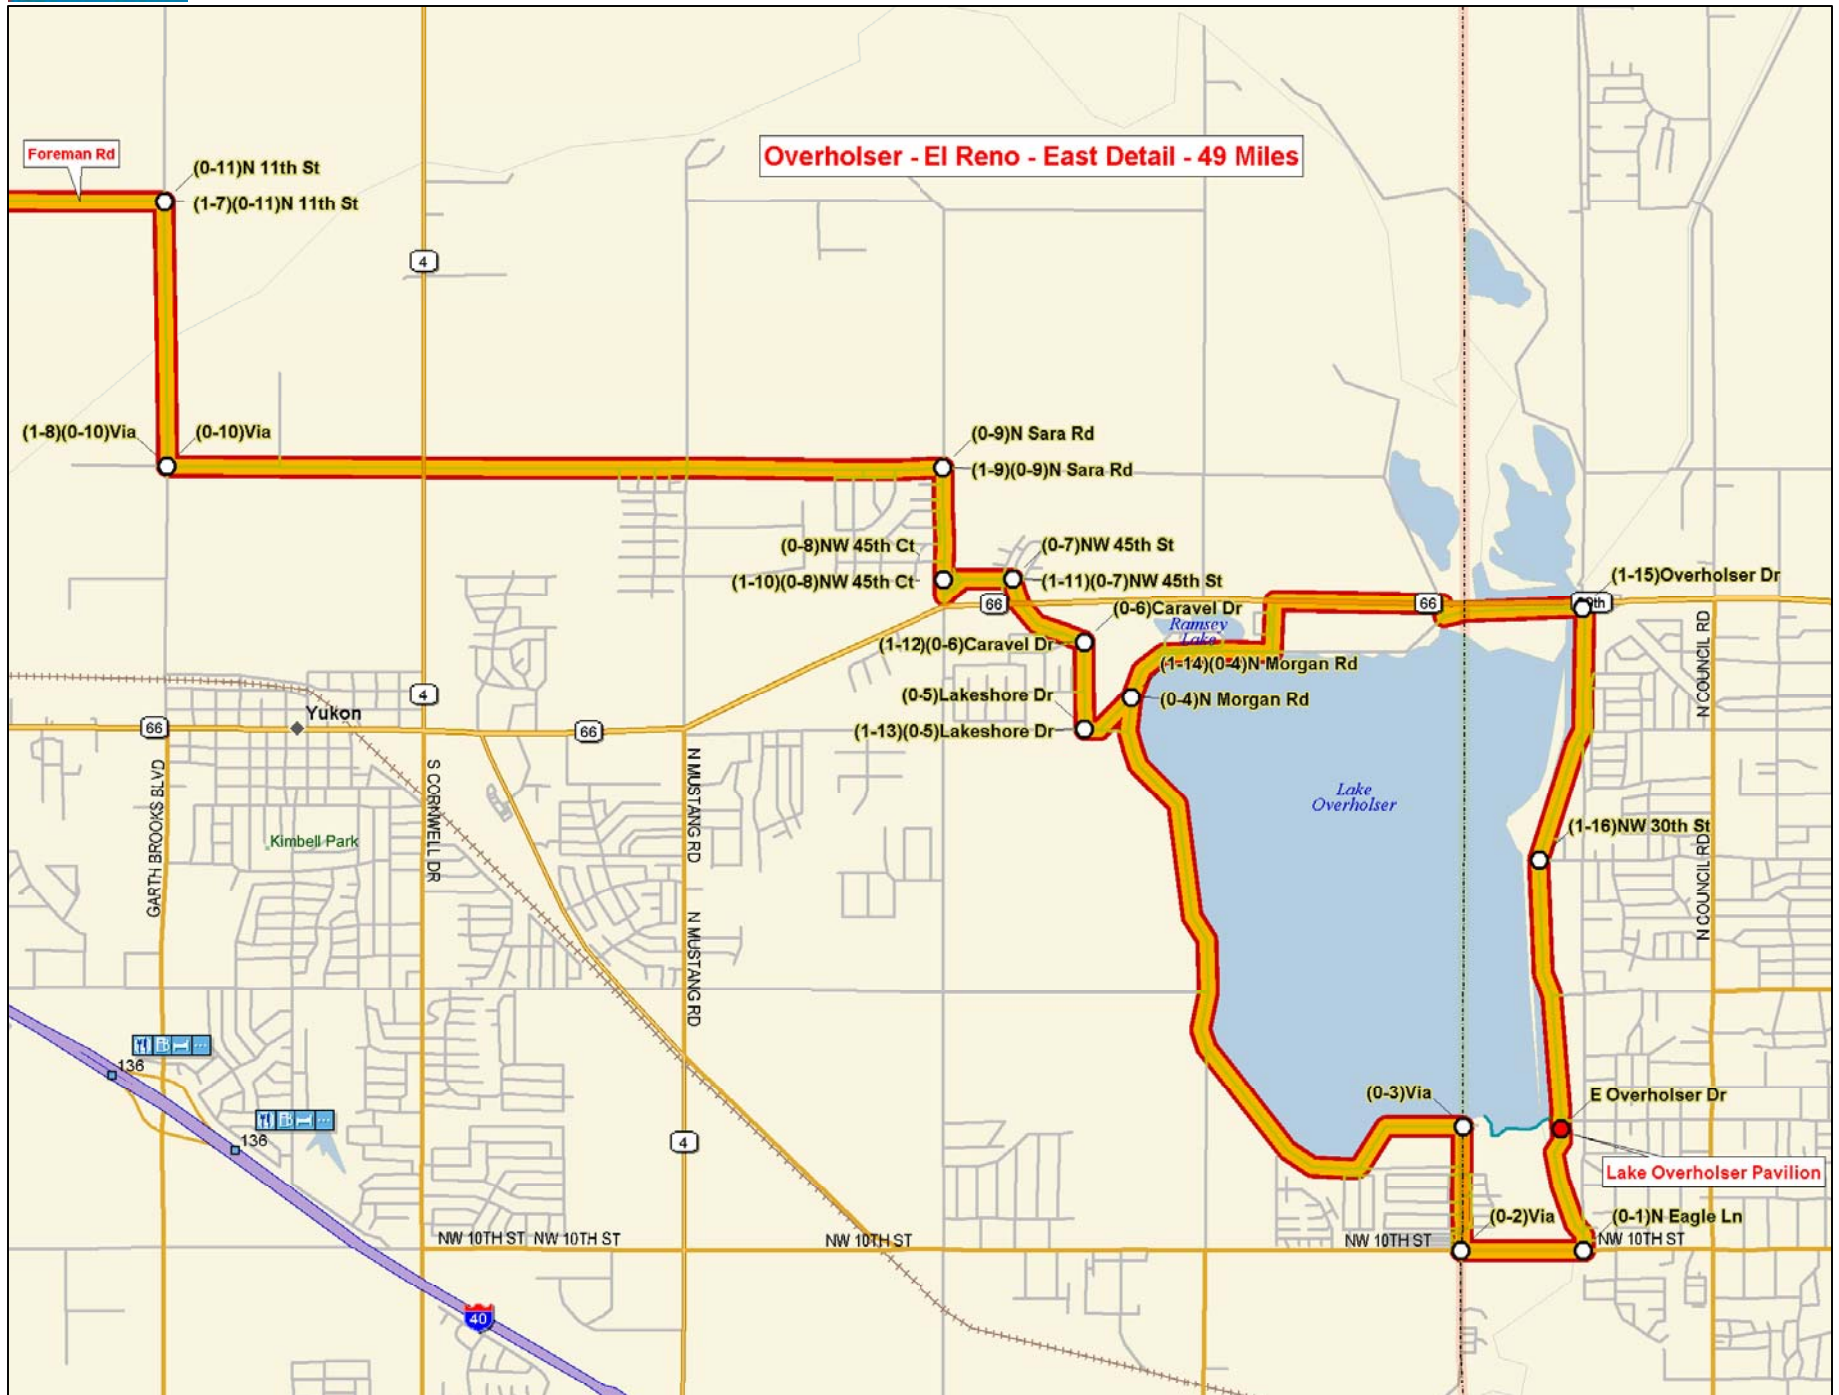 Foreman Rd
(0-11)N 11th St
(1-7)(0-11)N 11th St
Overholser - El Reno - East Detail - 49 Miles
4
(1-8)(0-10)Via
(0-10)Via
(0-9)N Sara Rd
(1-9)(0-9)N Sara Rd
(0-8)NW 45th Ct
(0-7)NW 45th St
(1-10)(0-8)NW 45th Ct
(1-11)(0-7)NW 45th St
(1-15)Overholser Dr
66
66
(0-6)Caravel Dr
Ramsey
Lake
(1-12)(0-6)Caravel Dr
(1-14)(0-4)N Morgan Rd
(0-5)Lakeshore Dr
(0-4)N Morgan Rd
(1-13)(0-5)Lakeshore Dr
N COUNCIL RD
4
Yukon
66
66
Lake
Overholser
GARTH BROOKS BLVD
S CORNWELL DR
N MUSTANG RD
Kimbell Park
(1-16)NW 30th St
N COUNCIL RD
N MUSTANG RD
136
136
(0-3)Via
E Overholser Dr
4
Lake Overholser Pavilion
(0-2)Via
(0-1)N Eagle Ln
NW 10TH ST
NW 10TH ST
NW 10TH ST
NW 10TH ST
NW 10TH ST
40